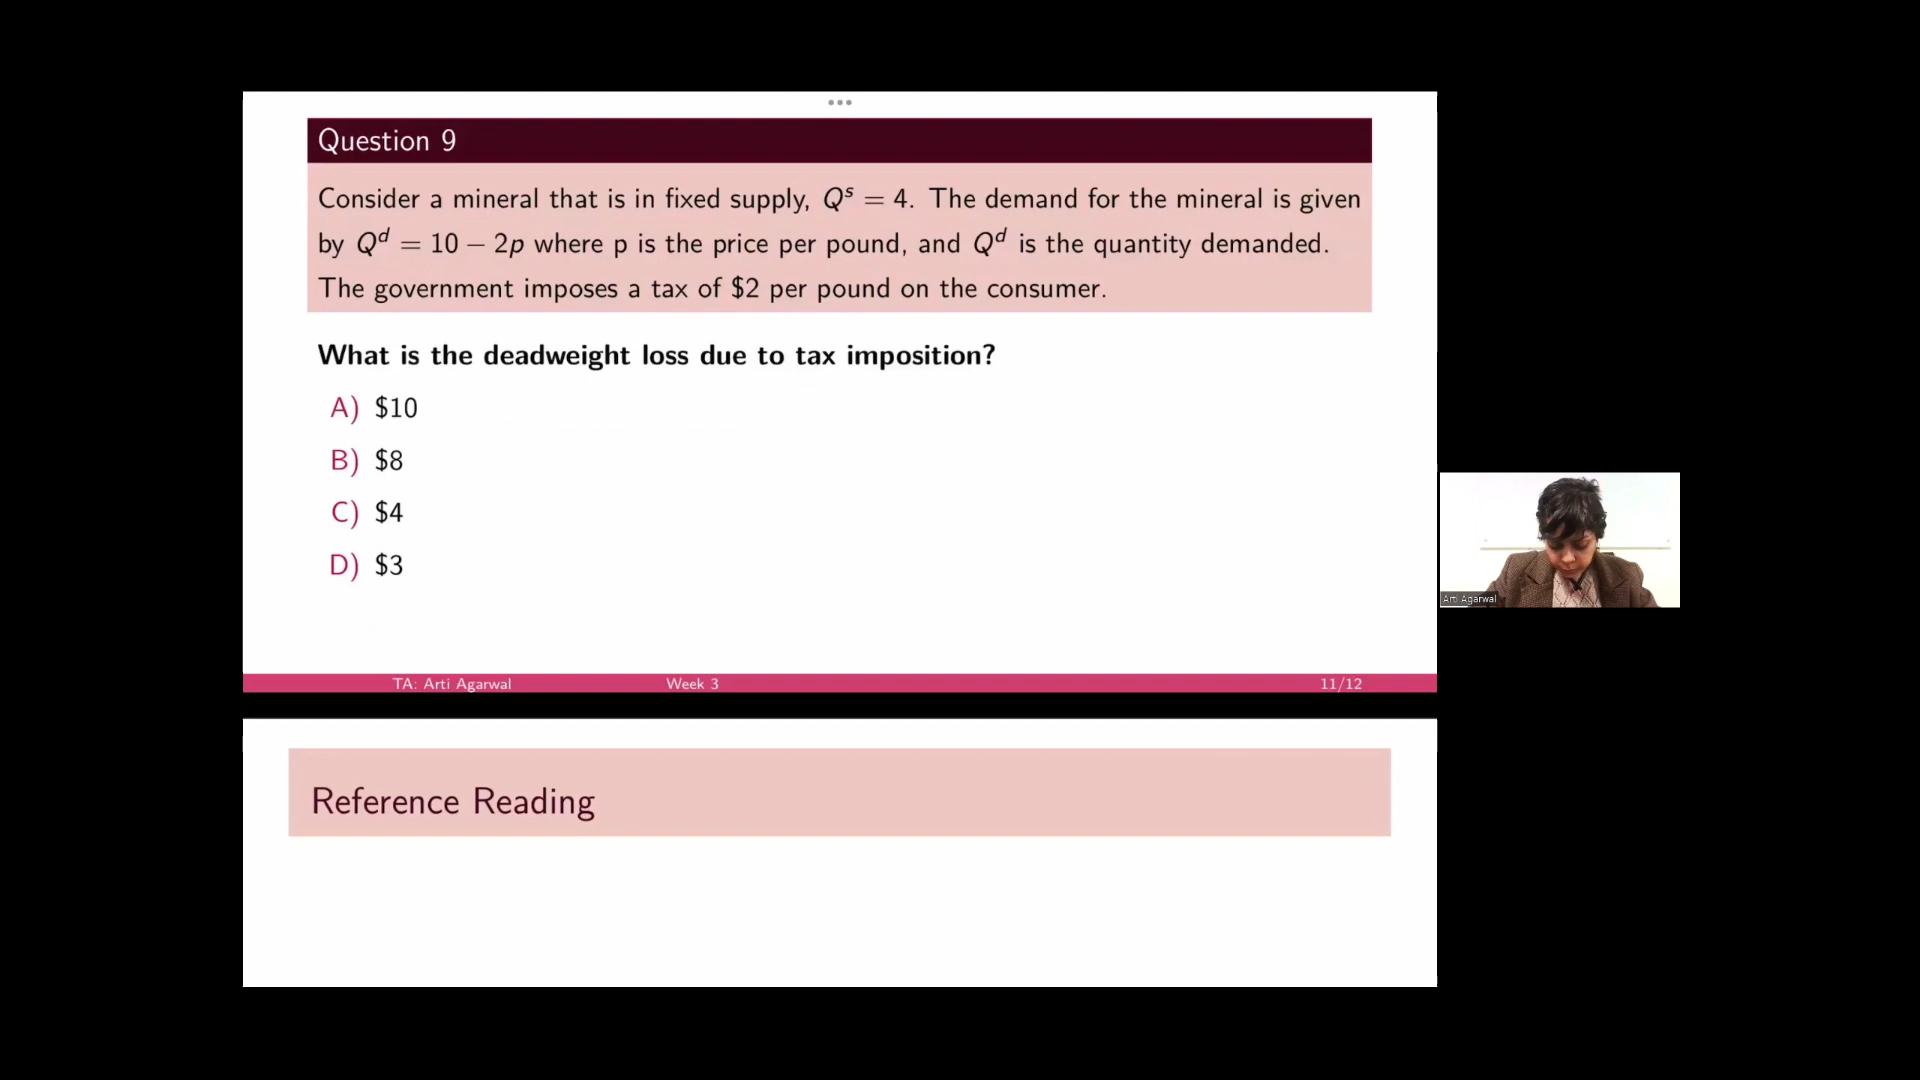 Question 9
Consider a mineral that is in fixed supply, Qˢ = 4. The demand for the mineral is given
by Qᵈ = 10 − 2p where p is the price per pound, and Qᵈ is the quantity demanded.
The government imposes a tax of $2 per pound on the consumer.
What is the deadweight loss due to tax imposition?
A) $10
B) $8
C) $4
D) $3
Arti Agarwal
TA: Arti Agarwal Week 3 11/12
Reference Reading